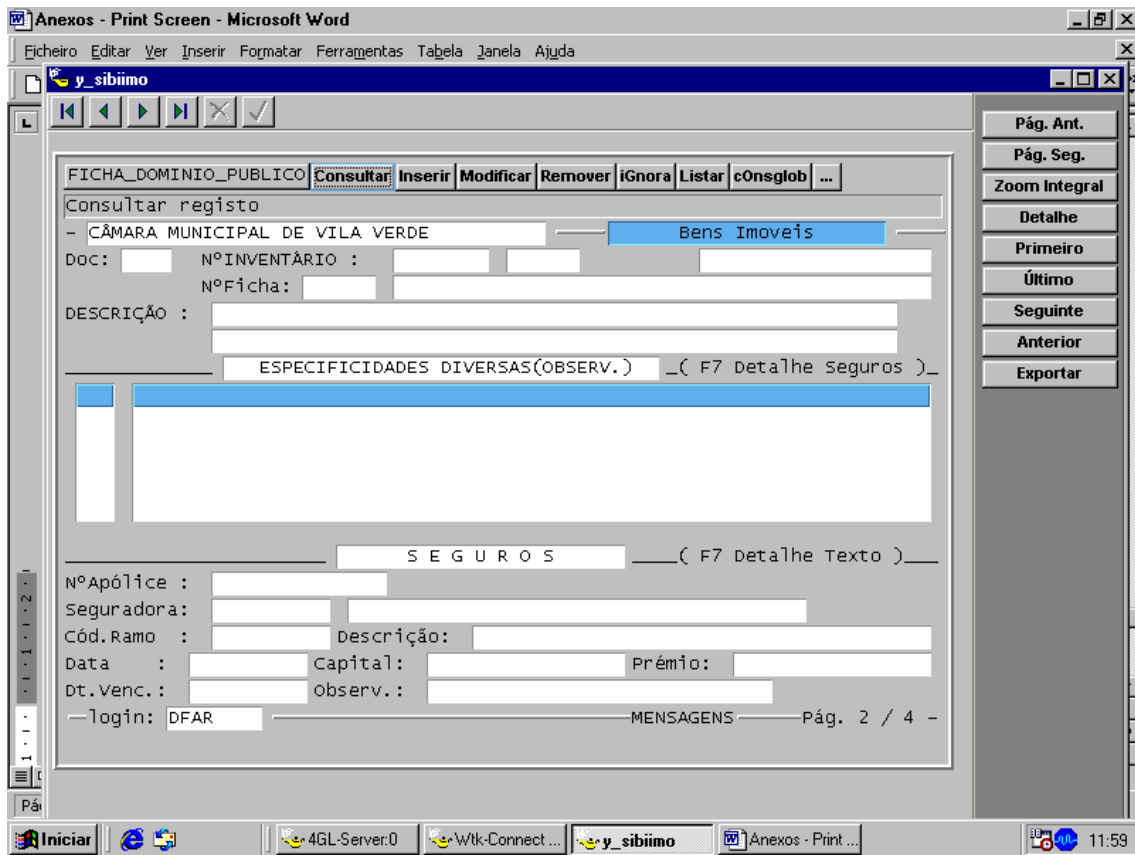 Anexos - Print Screen - Microsoft Word
Ficheiro Editar Ver Inserir Formatar Ferramentas Tabela Janela Ajuda
y_sibiimo
FICHA_DOMINIO_PUBLICO Consultar Inserir Modificar Remover iGnora Listar cOnsglob ...
Consultar registo
- CÂMARA MUNICIPAL DE VILA VERDE Bens Imoveis
Doc: NºINVENTÁRIO :
NºFicha:
DESCRIÇÃO :
ESPECIFICIDADES DIVERSAS(OBSERV.) _( F7 Detalhe Seguros )_
S E G U R O S ____( F7 Detalhe Texto )___
NºApólice :
Seguradora:
Cód.Ramo : Descrição:
Data : Capital: Prémio:
Dt.Venc.: Observ.:
login: DFAR MENSAGENS Pág. 2 / 4 -
Pág. Ant.
Pág. Seg.
Zoom Integral
Detalhe
Primeiro
Último
Seguinte
Anterior
Exportar
Iniciar 4GL-Server:0 Wtk-Connect ... y_sibiimo Anexos - Print ... 11:59